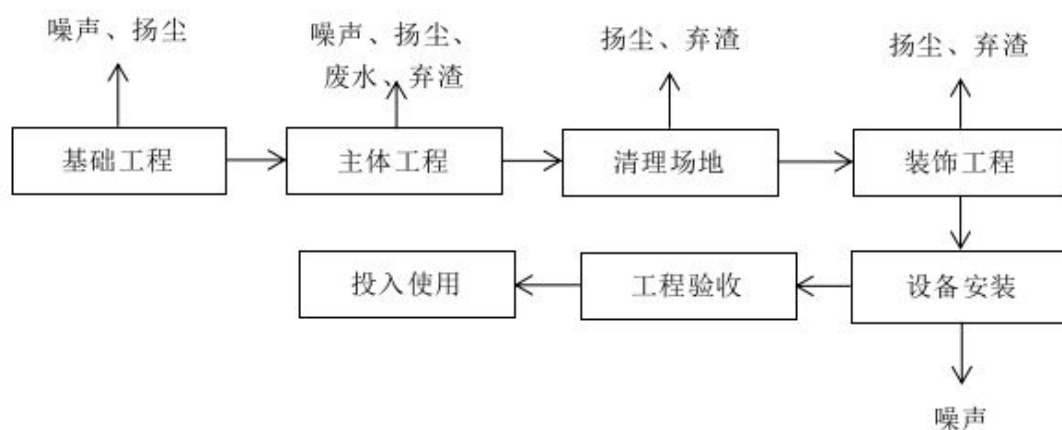 噪声、扬尘
噪声、扬尘、
废水、弃渣
扬尘、弃渣
扬尘、弃渣
基础工程
主体工程
清理场地
装饰工程
投入使用
工程验收
设备安装
噪声